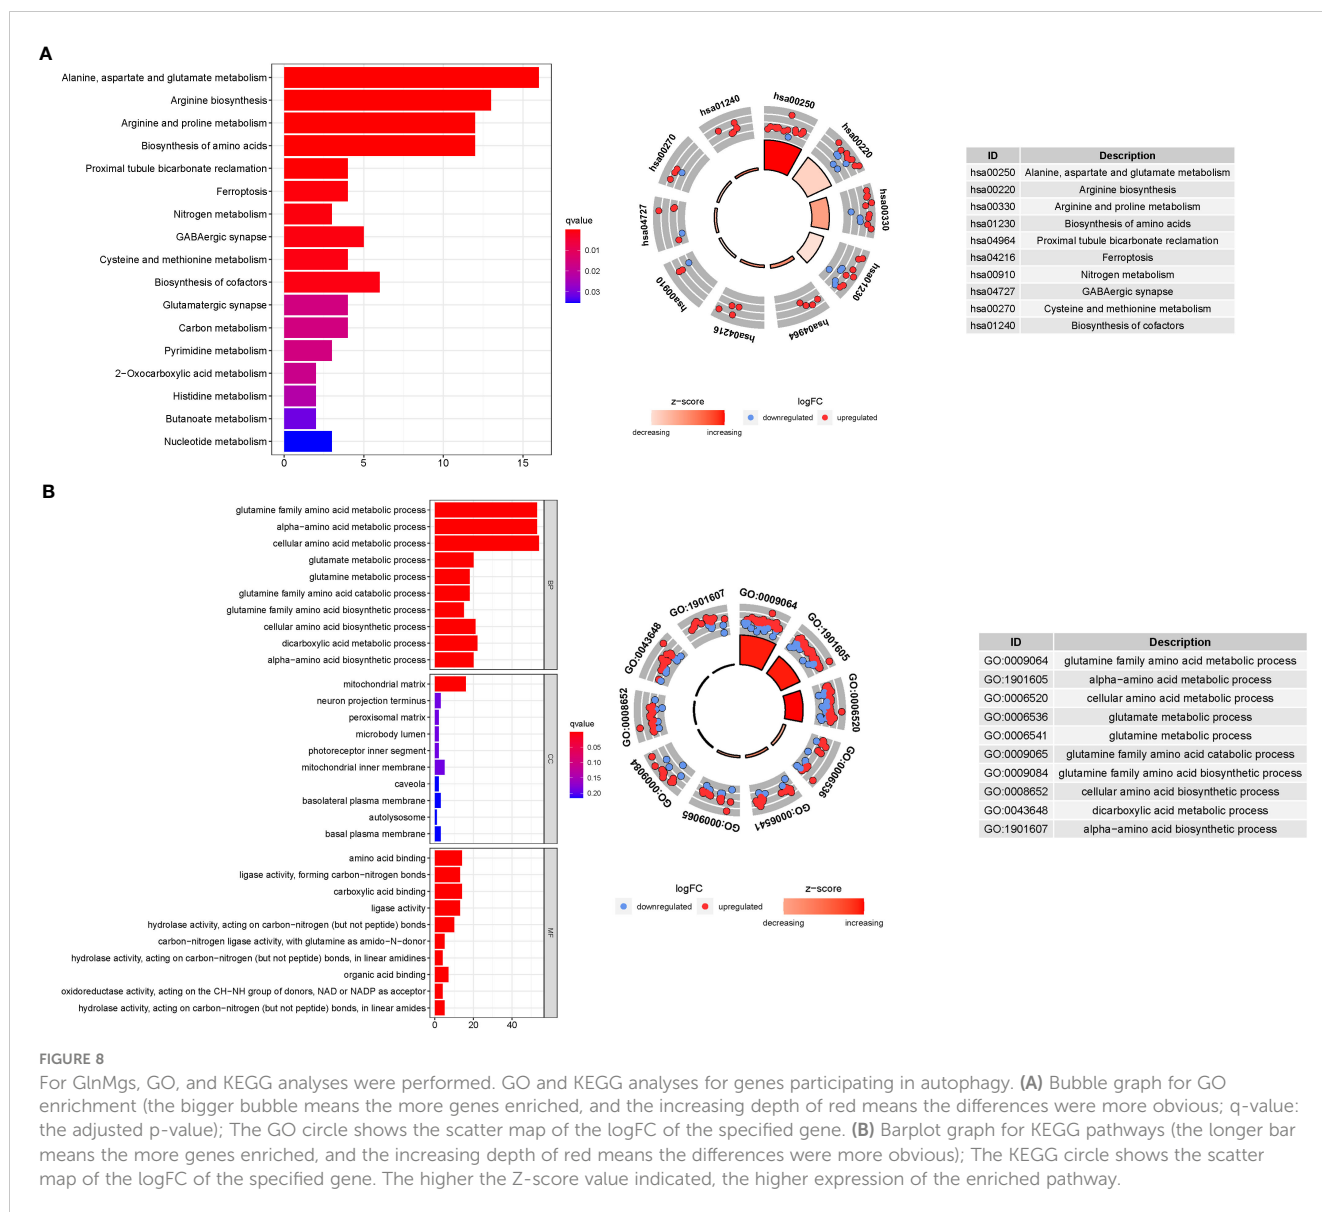 A
Alanine, aspartate and glutamate metabolism
Arginine biosynthesis
Arginine and proline metabolism
Biosynthesis of amino acids
Proximal tubule bicarbonate reclamation
Ferroptosis
Nitrogen metabolism
GABAergic synapse
Cysteine and methionine metabolism
Biosynthesis of cofactors
Glutamatergic synapse
Carbon metabolism
Pyrimidine metabolism
2−Oxocarboxylic acid metabolism
Histidine metabolism
Butanoate metabolism
Nucleotide metabolism
0 5 10 15
qvalue
0.01
0.02
0.03
hsa00250
hsa00220
hsa00330
hsa01230
hsa04964
hsa04216
hsa00910
hsa04727
hsa00270
hsa01240
z−score
decreasing increasing
logFC
downregulated upregulated
ID Description
hsa00250 Alanine, aspartate and glutamate metabolism
hsa00220 Arginine biosynthesis
hsa00330 Arginine and proline metabolism
hsa01230 Biosynthesis of amino acids
hsa04964 Proximal tubule bicarbonate reclamation
hsa04216 Ferroptosis
hsa00910 Nitrogen metabolism
hsa04727 GABAergic synapse
hsa00270 Cysteine and methionine metabolism
hsa01240 Biosynthesis of cofactors
B
glutamine family amino acid metabolic process
alpha−amino acid metabolic process
cellular amino acid metabolic process
glutamate metabolic process
glutamine metabolic process
glutamine family amino acid catabolic process
glutamine family amino acid biosynthetic process
cellular amino acid biosynthetic process
dicarboxylic acid metabolic process
alpha−amino acid biosynthetic process
BP
mitochondrial matrix
neuron projection terminus
peroxisomal matrix
microbody lumen
photoreceptor inner segment
mitochondrial inner membrane
caveola
basolateral plasma membrane
autolysosome
basal plasma membrane
CC
amino acid binding
ligase activity, forming carbon−nitrogen bonds
carboxylic acid binding
ligase activity
hydrolase activity, acting on carbon−nitrogen (but not peptide) bonds
carbon−nitrogen ligase activity, with glutamine as amido−N−donor
hydrolase activity, acting on carbon−nitrogen (but not peptide) bonds, in linear amidines
organic acid binding
oxidoreductase activity, acting on the CH−NH group of donors, NAD or NADP as acceptor
hydrolase activity, acting on carbon−nitrogen (but not peptide) bonds, in linear amides
MF
0 20 40
qvalue
0.05
0.10
0.15
0.20
GO:0009064
GO:1901605
GO:0006520
GO:0006536
GO:0006541
GO:0009065
GO:0009084
GO:0008652
GO:0043648
GO:1901607
logFC
downregulated upregulated
z−score
decreasing increasing
ID Description
GO:0009064 glutamine family amino acid metabolic process
GO:1901605 alpha−amino acid metabolic process
GO:0006520 cellular amino acid metabolic process
GO:0006536 glutamate metabolic process
GO:0006541 glutamine metabolic process
GO:0009065 glutamine family amino acid catabolic process
GO:0009084 glutamine family amino acid biosynthetic process
GO:0008652 cellular amino acid biosynthetic process
GO:0043648 dicarboxylic acid metabolic process
GO:1901607 alpha−amino acid biosynthetic process
FIGURE 8
For GlnMgs, GO, and KEGG analyses were performed. GO and KEGG analyses for genes participating in autophagy. (A) Bubble graph for GO
enrichment (the bigger bubble means the more genes enriched, and the increasing depth of red means the differences were more obvious; q-value:
the adjusted p-value); The GO circle shows the scatter map of the logFC of the specified gene. (B) Barplot graph for KEGG pathways (the longer bar
means the more genes enriched, and the increasing depth of red means the differences were more obvious); The KEGG circle shows the scatter
map of the logFC of the specified gene. The higher the Z-score value indicated, the higher expression of the enriched pathway.